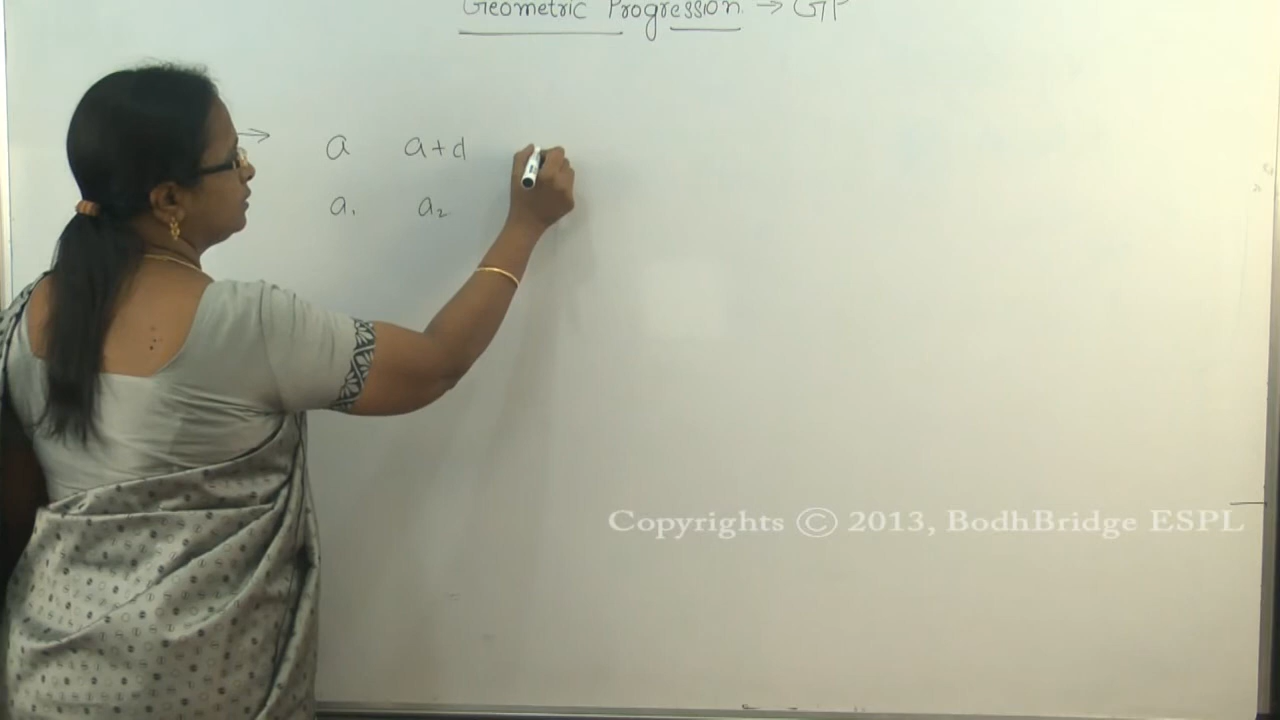 Geometric Progression → GP
→ a a+d
a₁ a₂
Copyrights © 2013, BodhBridge ESPL